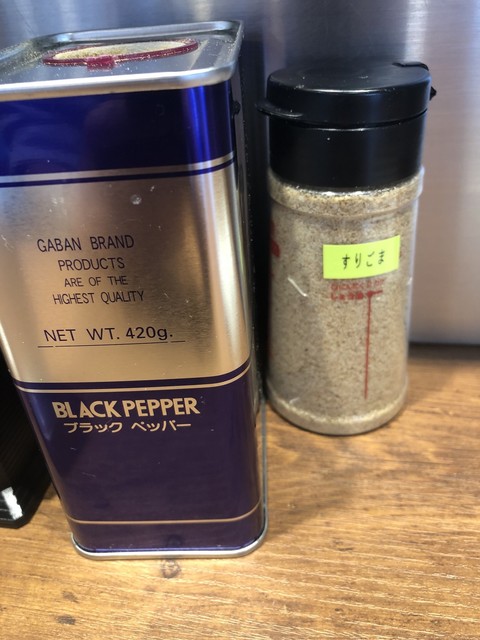 GABAN BRAND
PRODUCTS
ARE OF THE
HIGHEST QUALITY
NET WT. 420g.
BLACK PEPPER
ブラック ペッパー
すりごま